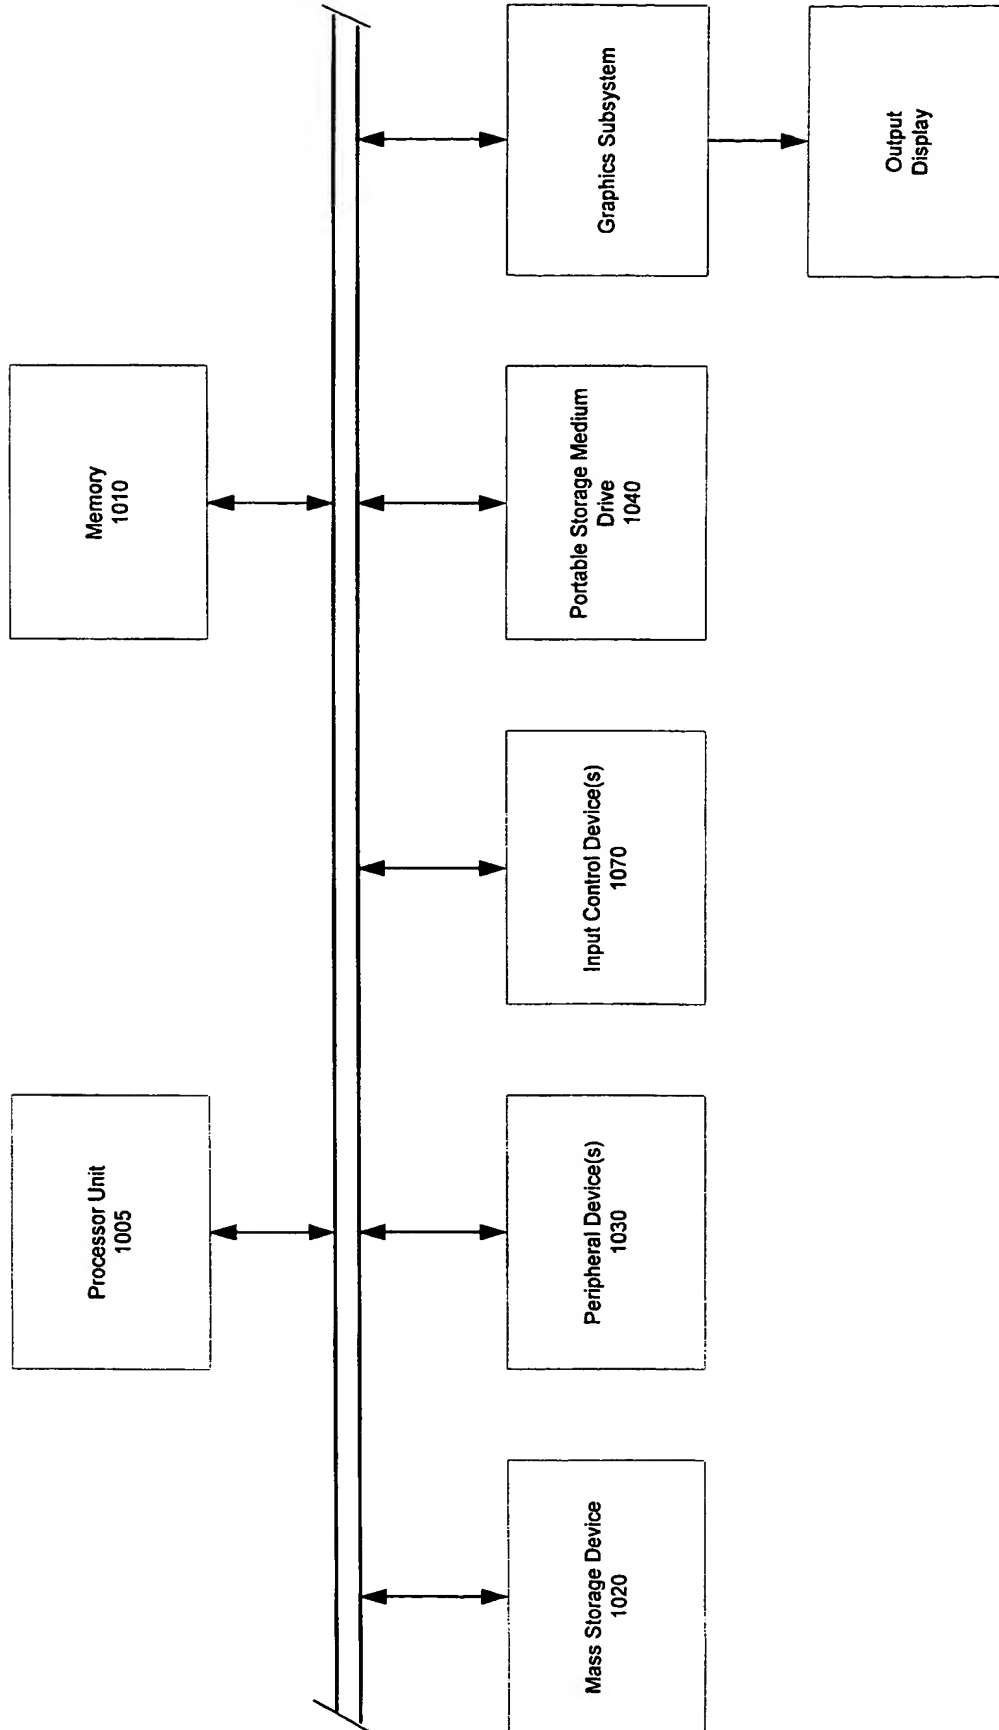 Processor Unit
1005
Memory
1010
Mass Storage Device
1020
Peripheral Device(s)
1030
Input Control Device(s)
1070
Portable Storage Medium
Drive
1040
Graphics Subsystem
Output
Display